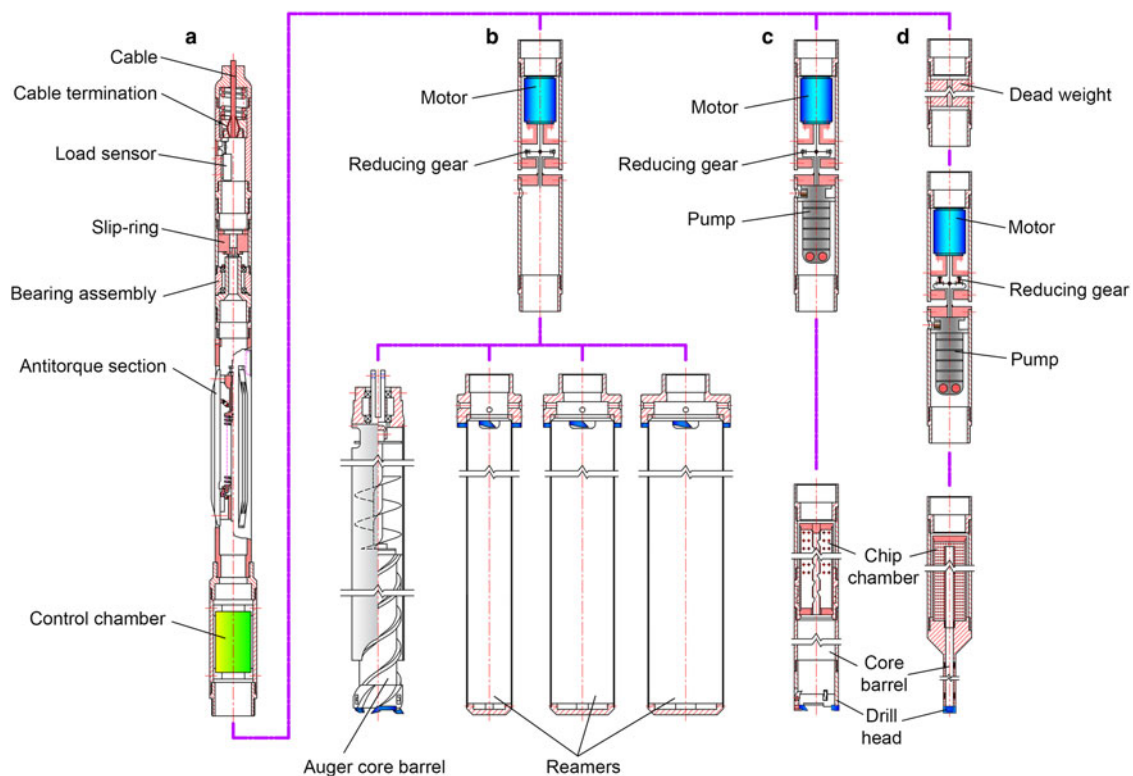 a
b
c
d
Cable
Cable termination
Load sensor
Slip-ring
Bearing assembly
Antitorque section
Control chamber
Motor
Reducing gear
Auger core barrel
Reamers
Motor
Reducing gear
Pump
Dead weight
Motor
Reducing gear
Pump
Chip
chamber
Core
barrel
Drill
head